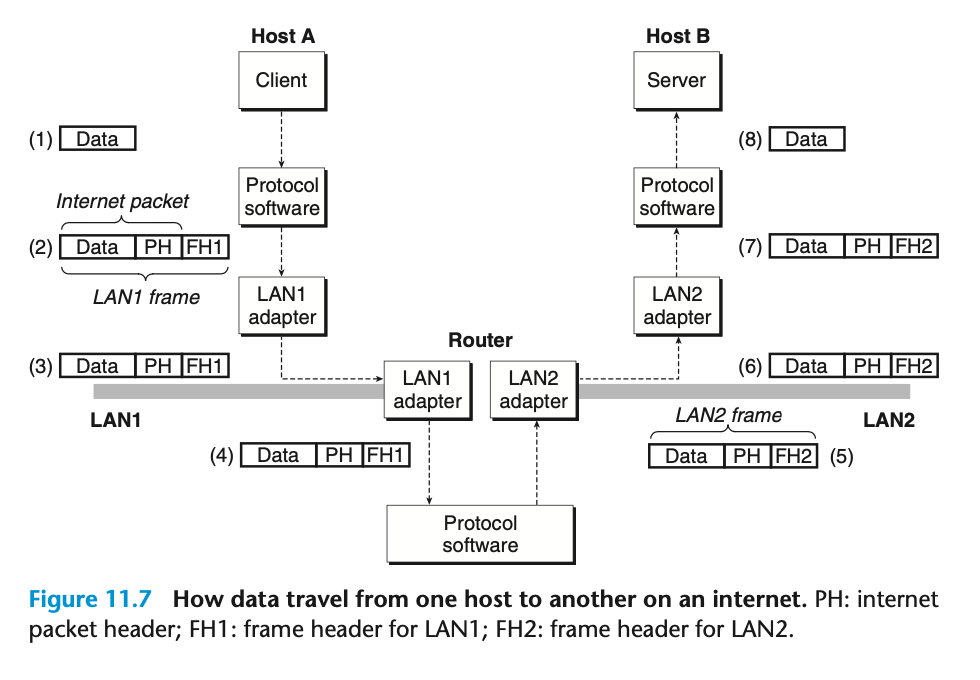 Host A
Host B
Client
Server
(1) Data
(8) Data
Protocol
software
Protocol
software
Internet packet
(2) Data PH FH1
LAN1 frame
(7) Data PH FH2
LAN1
adapter
LAN2
adapter
Router
(3) Data PH FH1
LAN1
adapter
LAN2
adapter
(6) Data PH FH2
LAN1
LAN2 frame
LAN2
(4) Data PH FH1
Data PH FH2 (5)
Protocol
software
Figure 11.7 How data travel from one host to another on an internet. PH: internet
packet header; FH1: frame header for LAN1; FH2: frame header for LAN2.